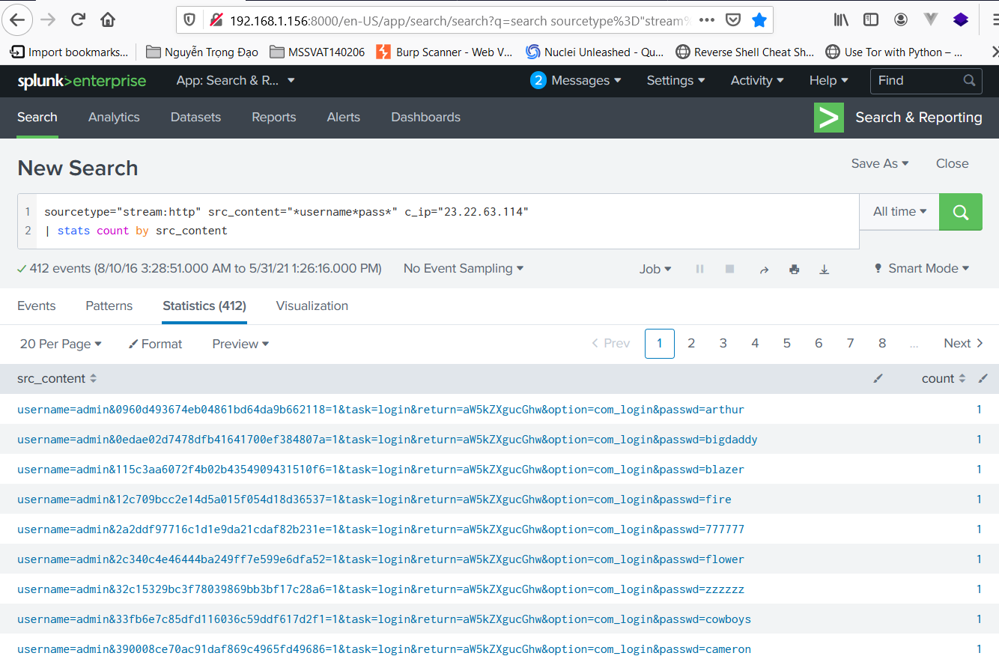 192.168.1.156:8000/en-US/app/search/search?q=search sourcetype%3D"stream%
Import bookmarks... Nguyễn Trọng Đạo MSSVAT140206 Burp Scanner - Web V... Nuclei Unleashed - Qu... Reverse Shell Cheat Sh... Use Tor with Python – ...
splunk>enterprise App: Search & R... 2 Messages Settings Activity Help Find
Search Analytics Datasets Reports Alerts Dashboards > Search & Reporting
New Search Save As Close
1 sourcetype="stream:http" src_content="*username*pass*" c_ip="23.22.63.114" All time
2 | stats count by src_content
412 events (8/10/16 3:28:51.000 AM to 5/31/21 1:26:16.000 PM) No Event Sampling Job Smart Mode
Events Patterns Statistics (412) Visualization
20 Per Page Format Preview < Prev 1 2 3 4 5 6 7 8 ... Next >
src_content count
username=admin&0960d493674eb04861bd64da9b662118=1&task=login&return=aW5kZXgucGhw&option=com_login&passwd=arthur 1
username=admin&0edae02d7478dfb41641700ef384807a=1&task=login&return=aW5kZXgucGhw&option=com_login&passwd=bigdaddy 1
username=admin&115c3aa6072f4b02b4354909431510f6=1&task=login&return=aW5kZXgucGhw&option=com_login&passwd=blazer 1
username=admin&12c709bcc2e14d5a015f054d18d36537=1&task=login&return=aW5kZXgucGhw&option=com_login&passwd=fire 1
username=admin&2a2ddf97716c1d1e9da21cdaf82b231e=1&task=login&return=aW5kZXgucGhw&option=com_login&passwd=777777 1
username=admin&2c340c4e46444ba249ff7e599e6dfa52=1&task=login&return=aW5kZXgucGhw&option=com_login&passwd=flower 1
username=admin&32c15329bc3f78039869bb3bf17c28a6=1&task=login&return=aW5kZXgucGhw&option=com_login&passwd=zzzzzz 1
username=admin&33fb6e7c85dfd116036c59ddf617d2f1=1&task=login&return=aW5kZXgucGhw&option=com_login&passwd=cowboys 1
username=admin&390008ce70ac91daf869c4965fd49686=1&task=login&return=aW5kZXgucGhw&option=com_login&passwd=cameron 1